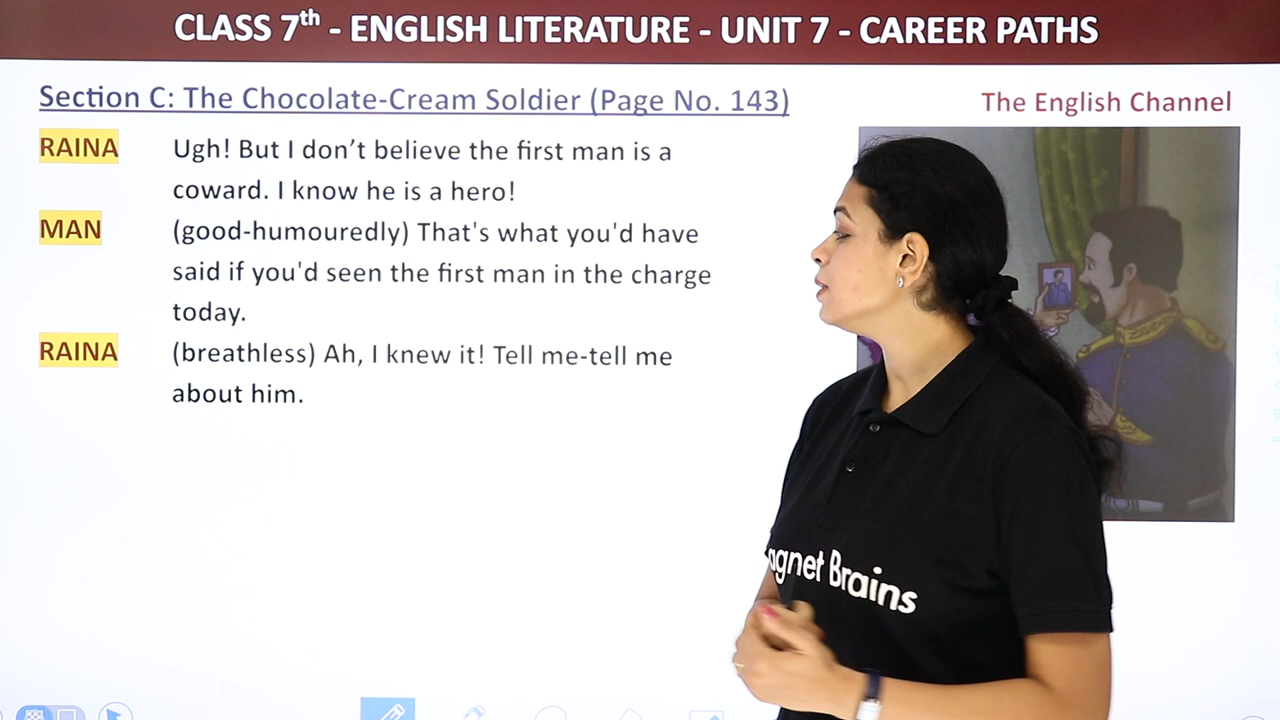 CLASS 7th - ENGLISH LITERATURE - UNIT 7 - CAREER PATHS
Section C: The Chocolate-Cream Soldier (Page No. 143)
The English Channel
RAINA Ugh! But I don't believe the first man is a
coward. I know he is a hero!
MAN (good-humouredly) That's what you'd have
said if you'd seen the first man in the charge
today.
RAINA (breathless) Ah, I knew it! Tell me-tell me
about him.
agnet Brains